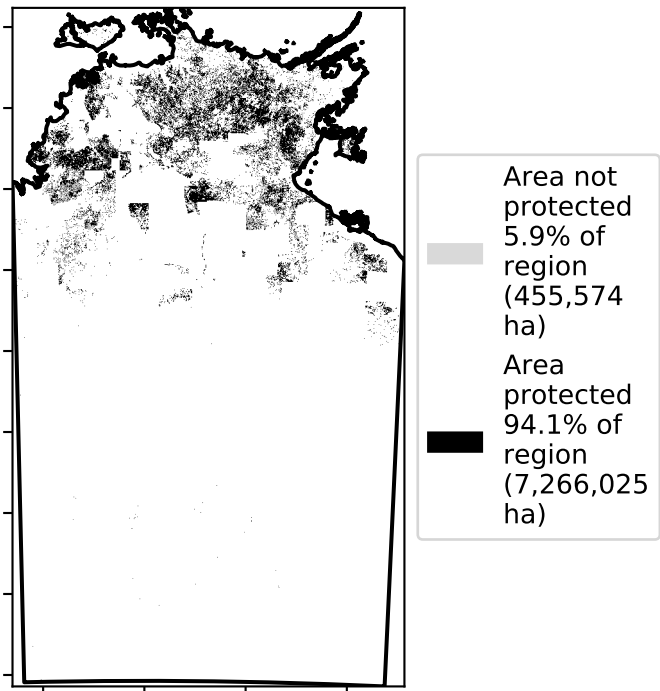 Area not
protected
5.9% of
region
(455,574
ha)
Area
protected
94.1% of
region
(7,266,025
ha)